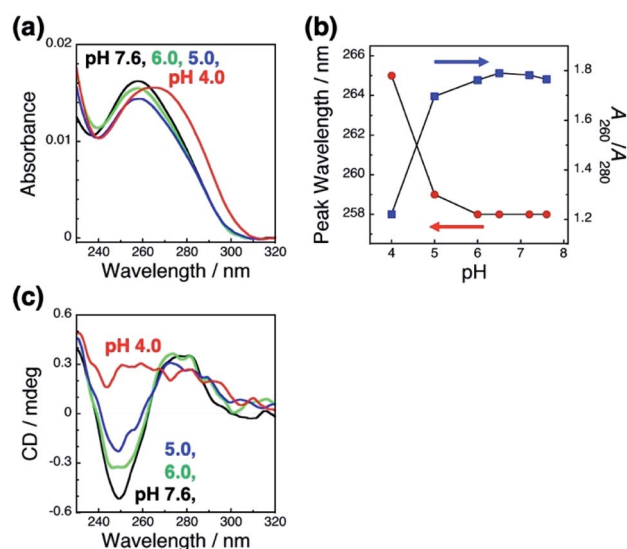 (a)
0.02
pH 7.6, 6.0, 5.0,
pH 4.0
Absorbance
0.01
0
240 260 280 300 320
Wavelength / nm
(b)
266
264
262
260
258
Peak Wavelength / nm
1.8
1.6
1.4
1.2
A260/A280
4 5 6 7 8
pH
(c)
0.6
0.3
0
-0.3
-0.6
CD / mdeg
pH 4.0
5.0,
6.0,
pH 7.6,
240 260 280 300 320
Wavelength / nm